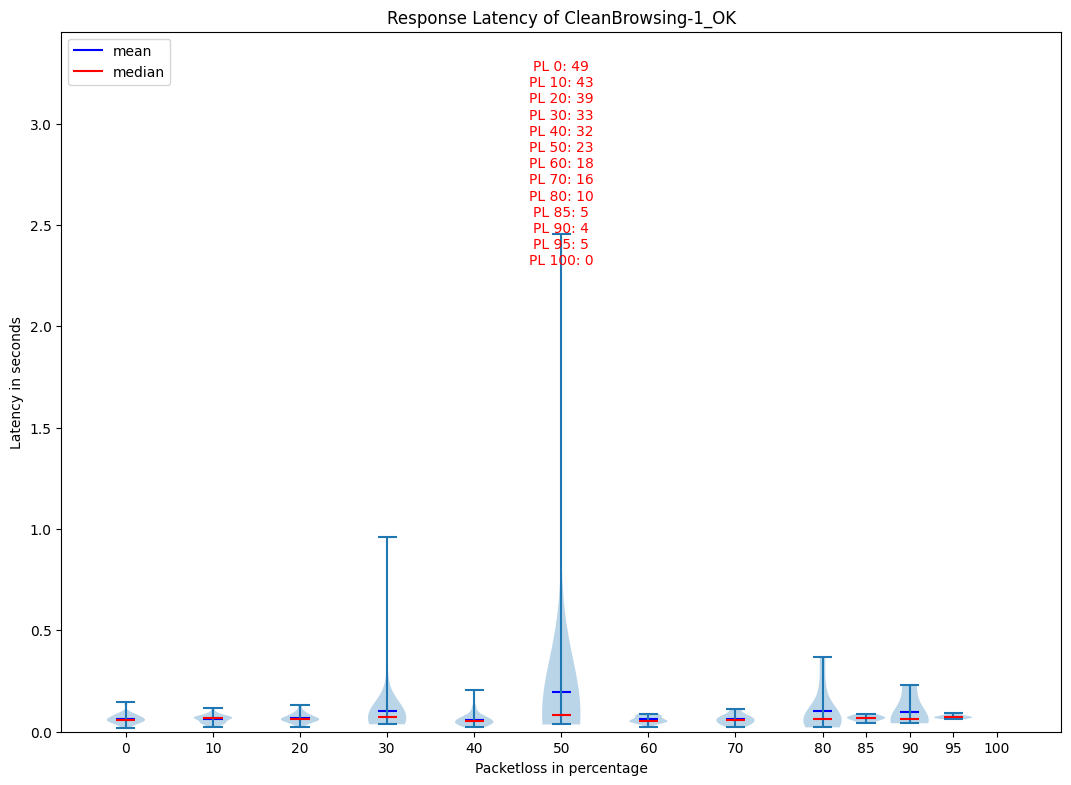 Response Latency of CleanBrowsing-1_OK
mean
median
PL 0: 49
PL 10: 43
PL 20: 39
PL 30: 33
PL 40: 32
PL 50: 23
PL 60: 18
PL 70: 16
PL 80: 10
PL 85: 5
PL 90: 4
PL 95: 5
PL 100: 0
Latency in seconds
3.0
2.5
2.0
1.5
1.0
0.5
0.0
0 10 20 30 40 50 60 70 80 85 90 95 100
Packetloss in percentage